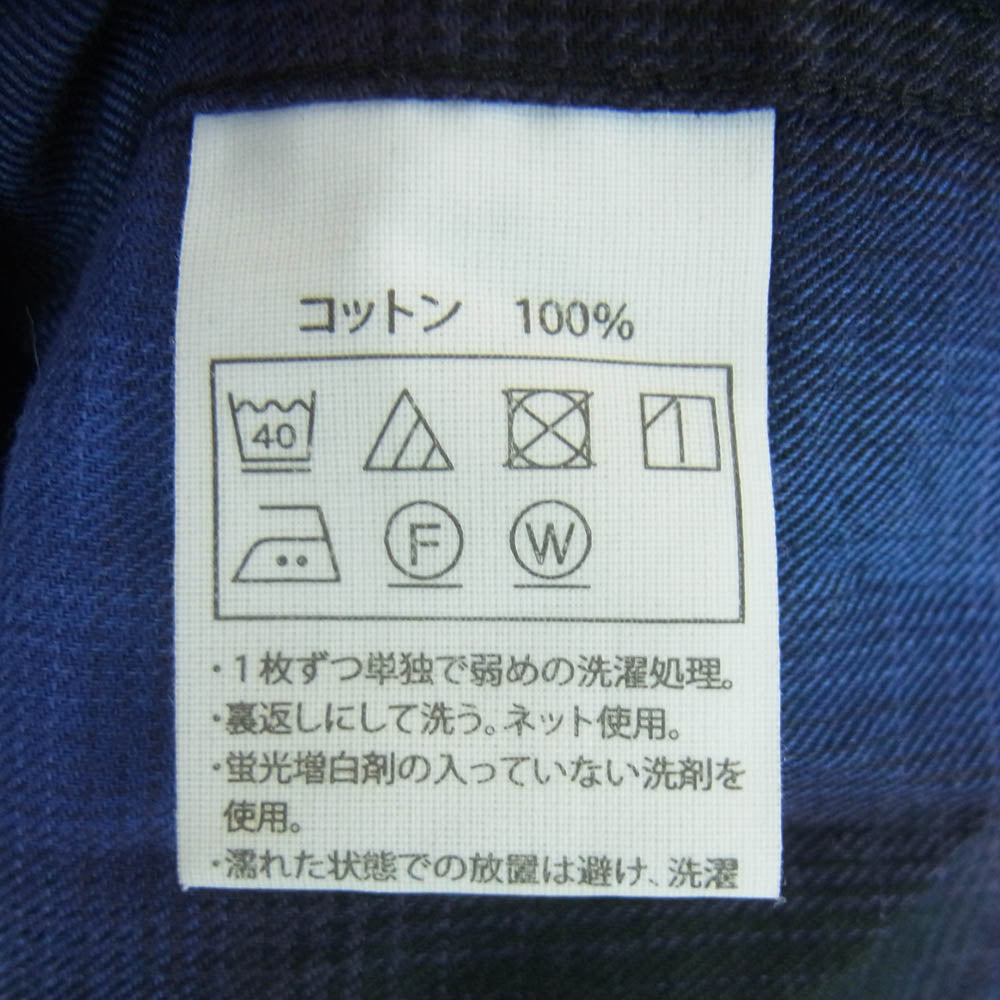 コットン 100%
40
F W
・1枚ずつ単独で弱めの洗濯処理。
・裏返しにして洗う。ネット使用。
・蛍光増白剤の入っていない洗剤を
使用。
・濡れた状態での放置は避け、洗濯